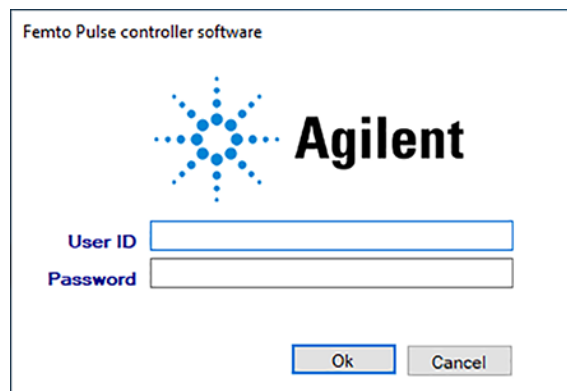 Femto Pulse controller software
Agilent
User ID
Password
Ok Cancel